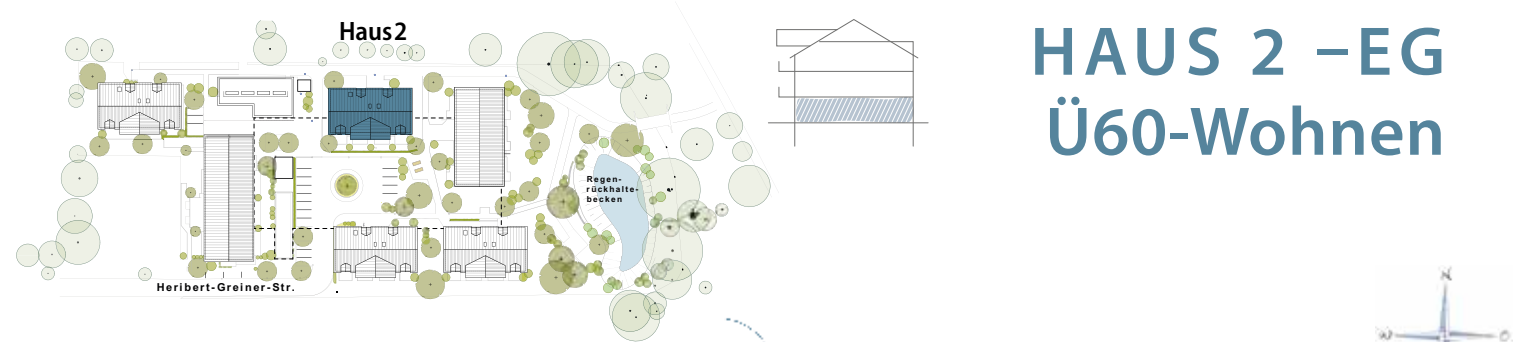 Haus 2
HAUS 2 –EG
Ü60-Wohnen
Regen-
rückhalte-
becken
Heribert-Greiner-Str.
N
W
O